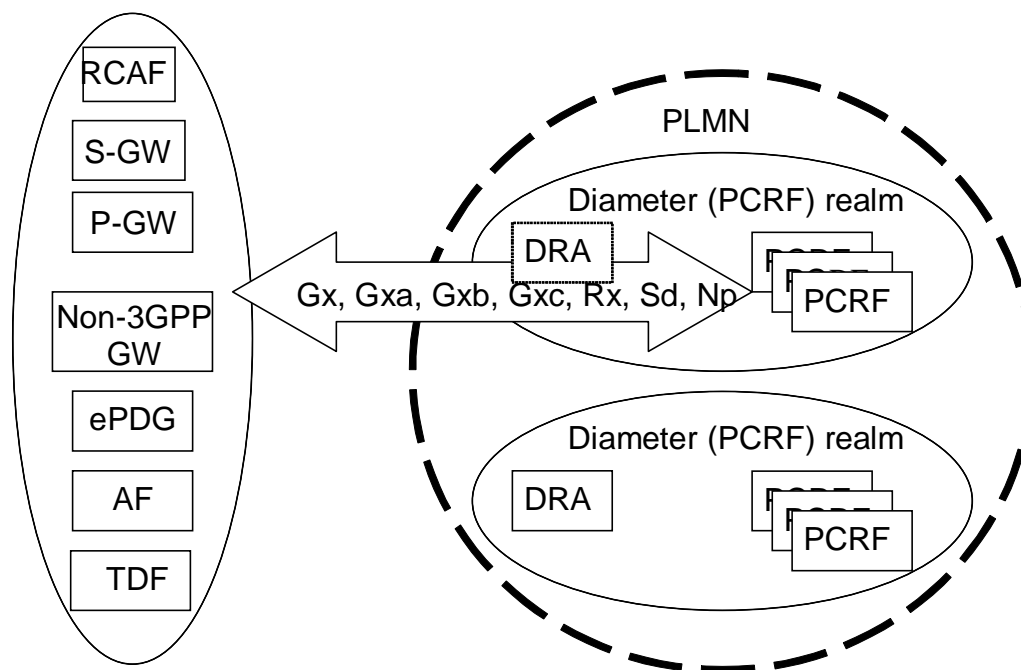 RCAF
S-GW
P-GW
Non-3GPP
GW
ePDG
AF
TDF
PLMN
Diameter (PCRF) realm
DRA
Gx, Gxa, Gxb, Gxc, Rx, Sd, Np
PCRF
Diameter (PCRF) realm
DRA
PCRF